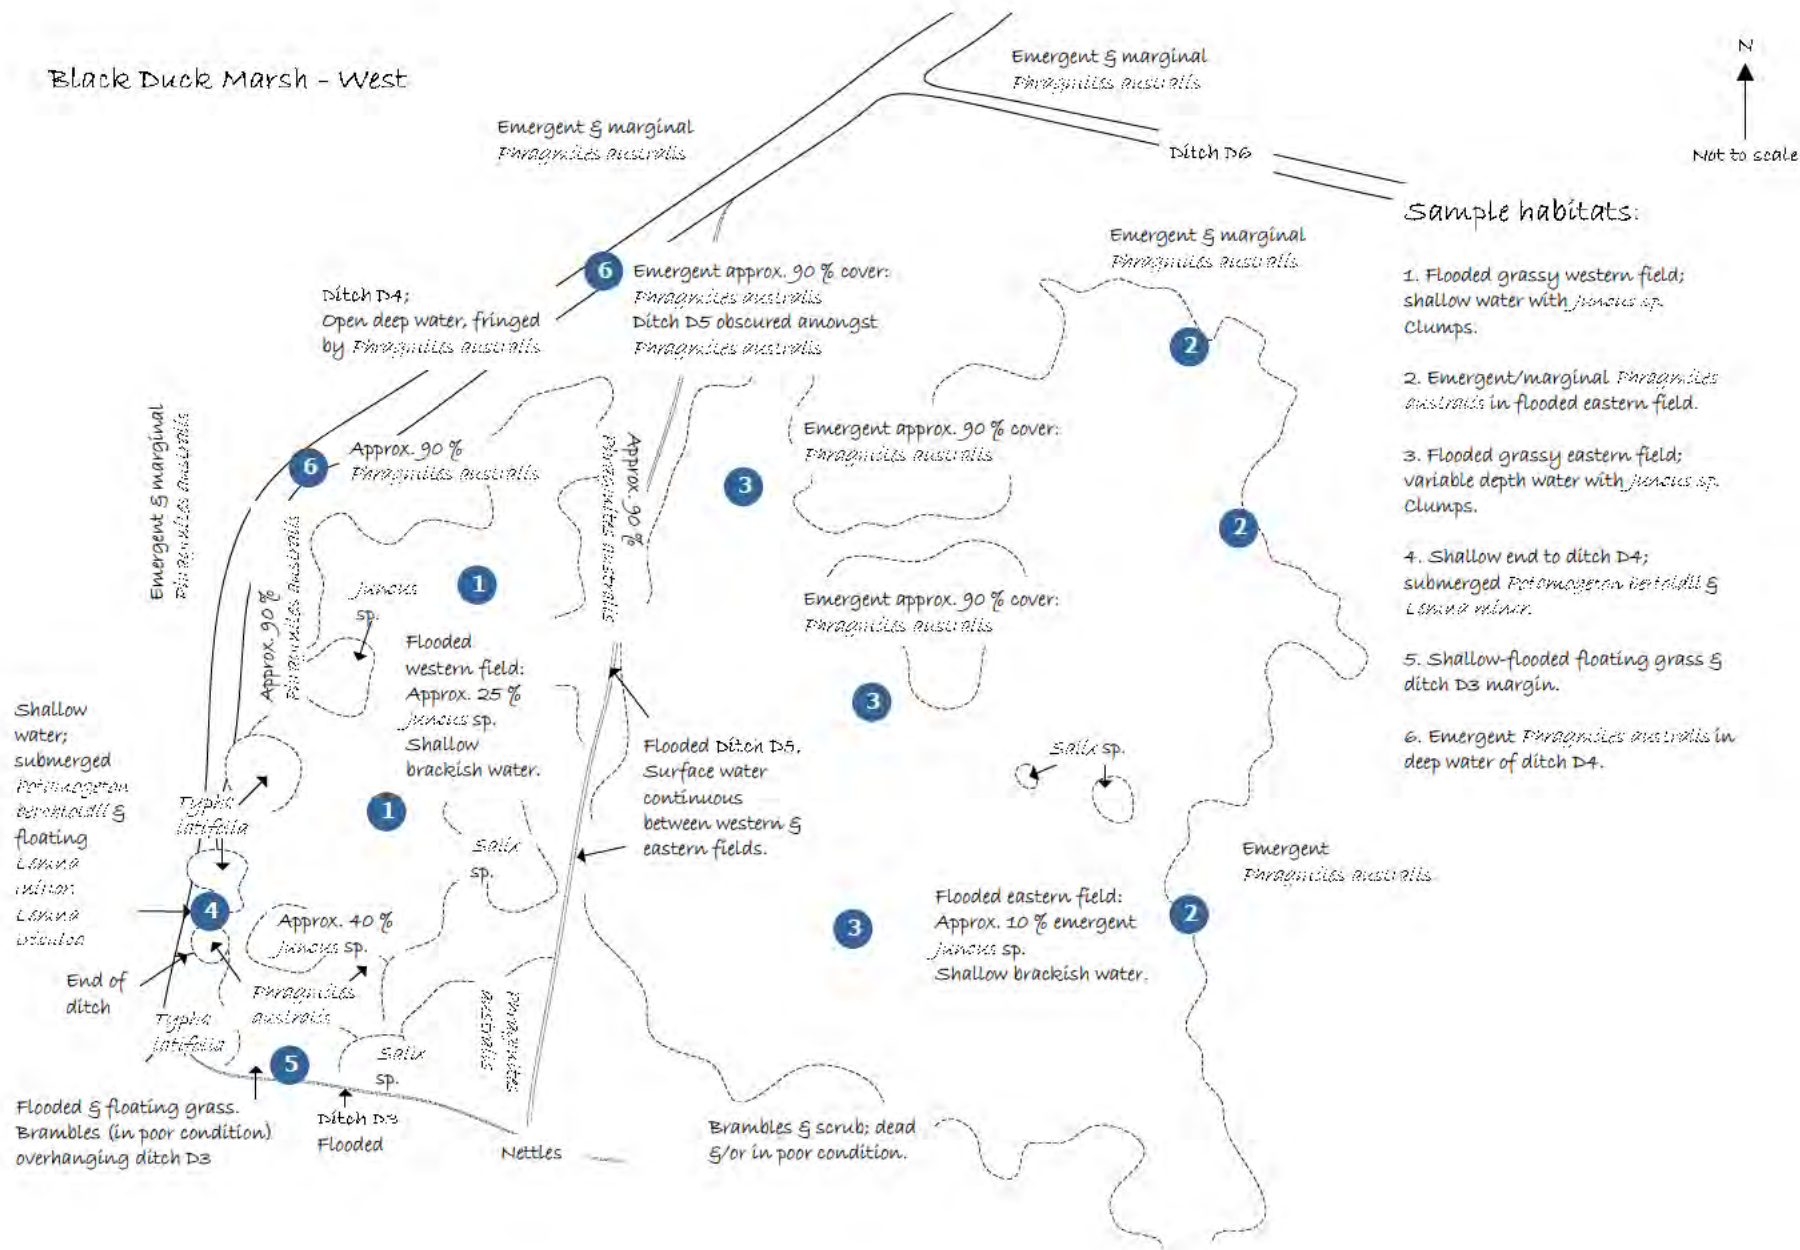 Black Duck Marsh - West
Emergent & marginal
Phragmites australis
N
Not to scale
Emergent & marginal
Phragmites australis
Ditch D6
Sample habitats:
1. Flooded grassy western field;
shallow water with Juncus sp.
Clumps.
2. Emergent/marginal Phragmites
australis in flooded eastern field.
3. Flooded grassy eastern field;
variable depth water with Juncus sp.
Clumps.
4. Shallow end to ditch D4;
submerged Potamogeton bertoldii &
Lemna minor.
5. Shallow-flooded floating grass &
ditch D3 margin.
6. Emergent Phragmites australis in
deep water of ditch D4.
Emergent & marginal
Phragmites australis
6
Emergent approx. 90 % cover:
Phragmites australis
Ditch D5 obscured amongst
Phragmites australis
Ditch D4;
Open deep water, fringed
by Phragmites australis
2
Emergent & marginal
Phragmites australis
6
Approx. 90 %
Phragmites australis
Approx. 90 %
Phragmites australis
Emergent approx. 90 % cover:
Phragmites australis
3
2
Approx. 90 %
Phragmites australis
1
Juncus
sp.
Emergent approx. 90 % cover:
Phragmites australis
Flooded
western field:
Approx. 25 %
Juncus sp.
Shallow
brackish water.
3
Shallow
water;
submerged
Potamogeton
berchtoldii &
floating
Lemna
minor.
Lemna
trisulca
Flooded Ditch D5.
Surface water
continuous
between western &
eastern fields.
Salix sp.
Typha
latifolia
1
Salix
sp.
Emergent
Phragmites australis
4
Approx. 40 %
Juncus sp.
3
Flooded eastern field:
Approx. 10 % emergent
Juncus sp.
Shallow brackish water.
2
End of
ditch
Phragmites
australis
Typha
latifolia
Phragmites
australis
5
Salix
sp.
Flooded & floating grass.
Brambles (in poor condition)
overhanging ditch D3
Ditch D3
Flooded
Nettles
Brambles & scrub; dead
&/or in poor condition.